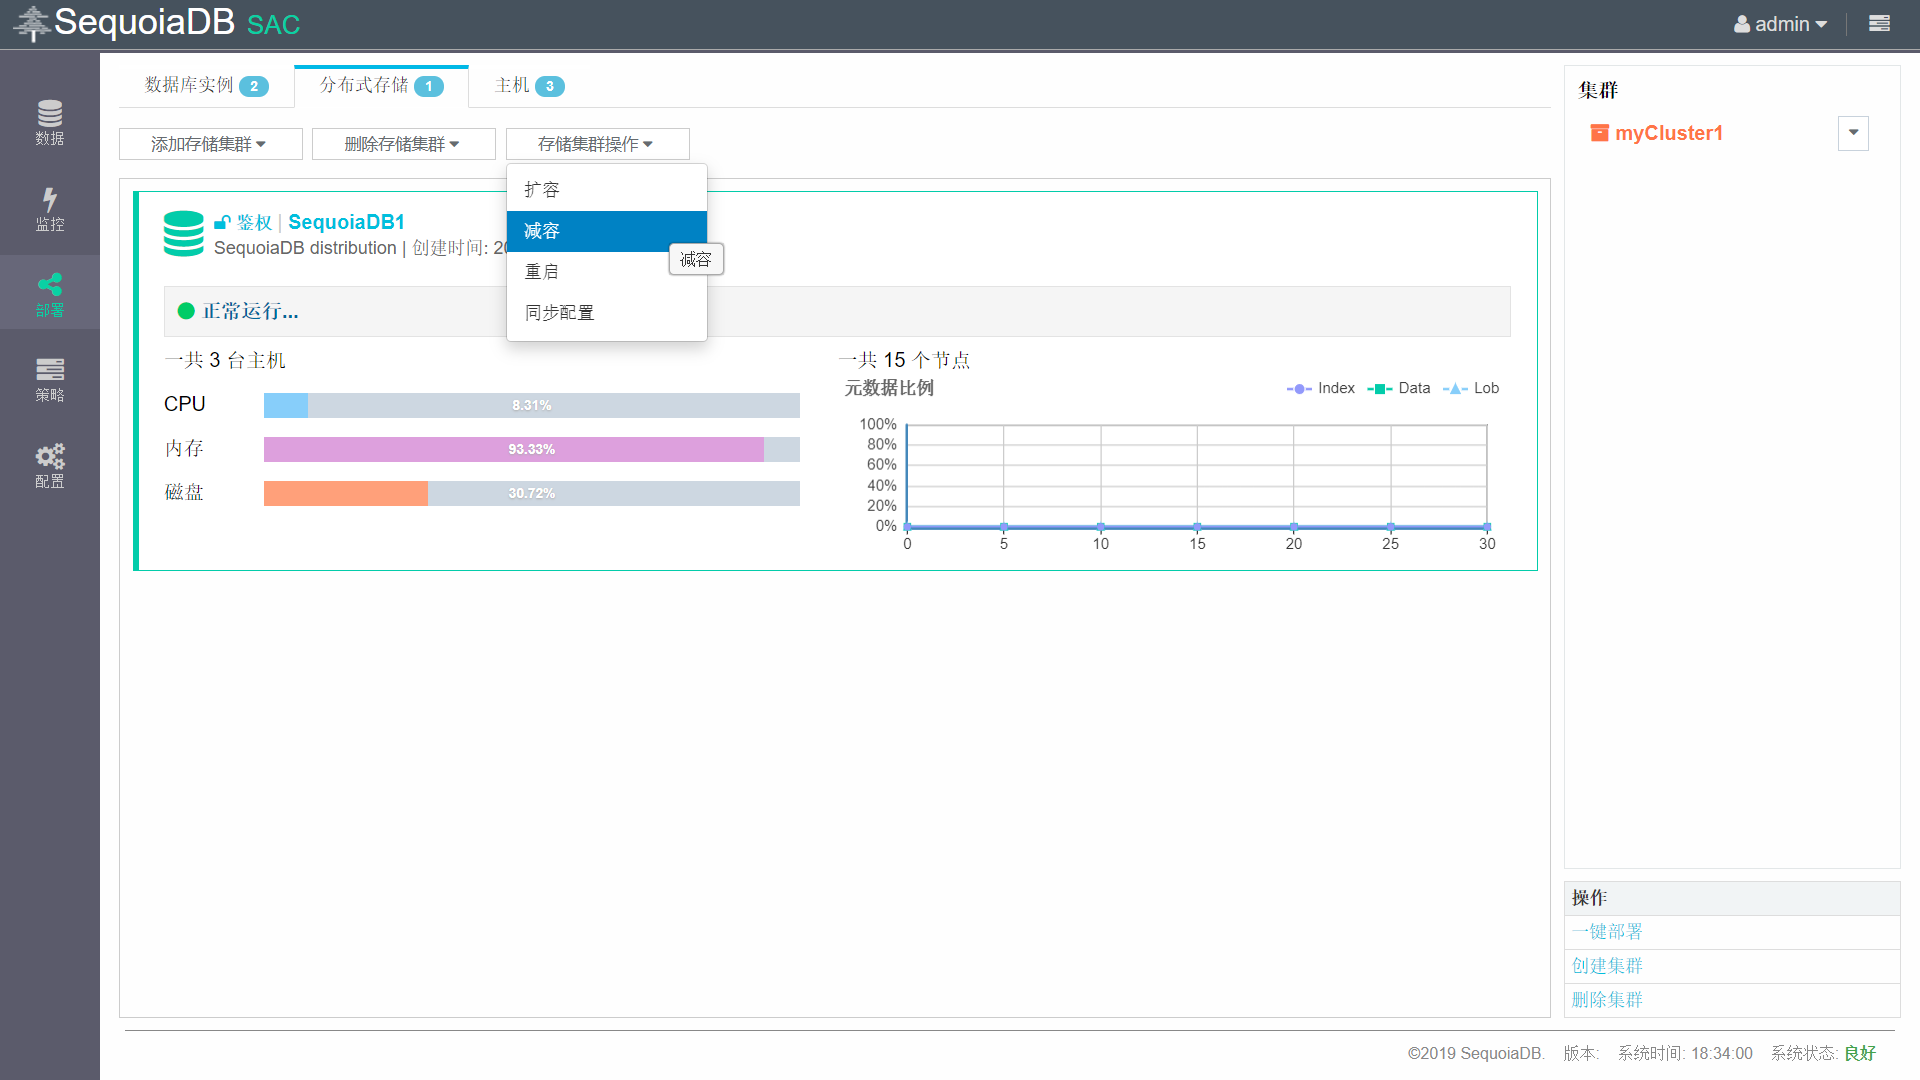 SequoiaDB SAC
admin
数据
监控
部署
策略
配置
数据库实例 2
分布式存储 1
主机 3
添加存储集群
删除存储集群
存储集群操作
扩容
减容
重启
同步配置
减容
鉴权 | SequoiaDB1
SequoiaDB distribution | 创建时间: 20
正常运行...
一共 3 台主机
CPU 8.31%
内存 93.33%
磁盘 30.72%
一共 15 个节点
元数据比例
Index Data Lob
100%
80%
60%
40%
20%
0%
0 5 10 15 20 25 30
集群
myCluster1
操作
一键部署
创建集群
删除集群
©2019 SequoiaDB. 版本: 系统时间: 18:34:00 系统状态: 良好